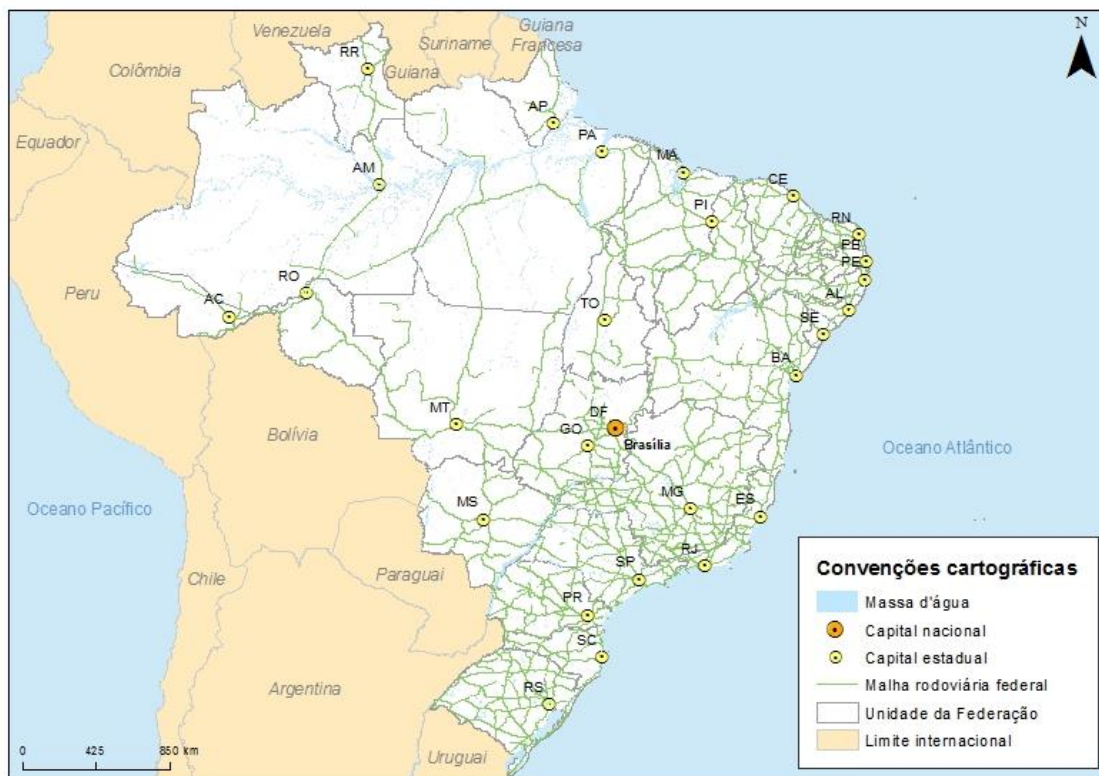 N
Venezuela
Suriname
Guiana
Francesa
Colômbia
RR
Guiana
Equador
AP
PA
AM
MA
CE
PI
RN
PB
PE
Peru
RO
AC
TO
AL
SE
BA
MT
DF
GO
Brasília
Bolívia
Oceano Atlântico
Oceano Pacífico
MS
MG
ES
SP
RJ
Paraguai
Chile
PR
SC
Argentina
RS
Uruguai
0 425 850 km
Convenções cartográficas
Massa d'água
Capital nacional
Capital estadual
Malha rodoviária federal
Unidade da Federação
Limite internacional